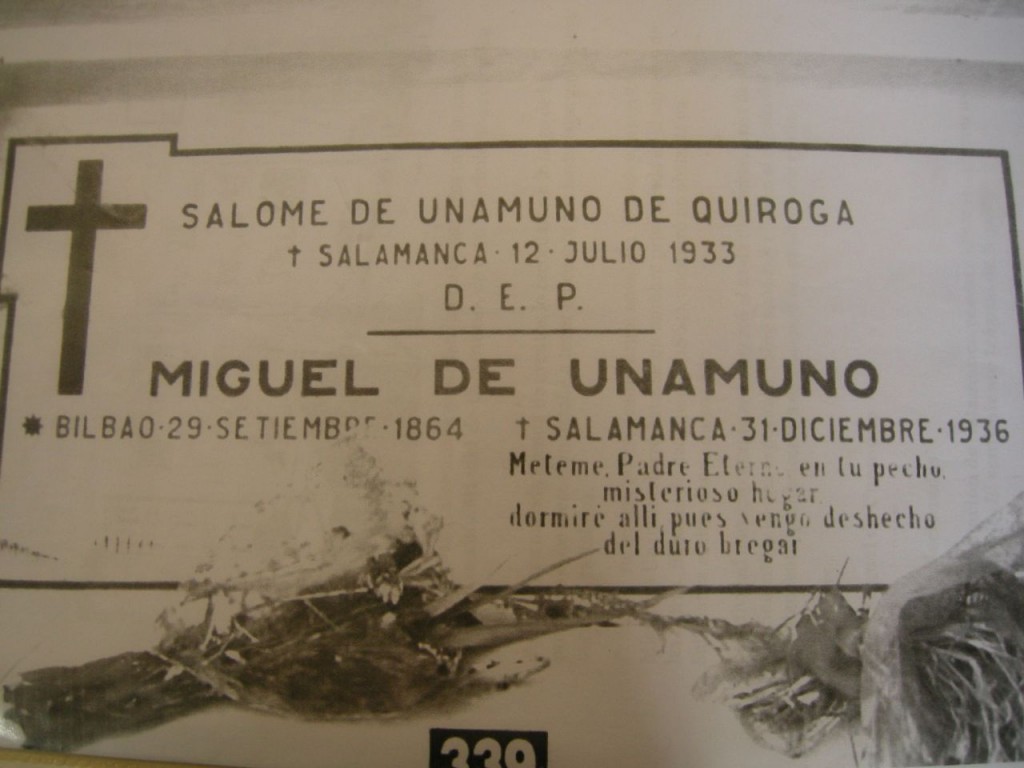 SALOME DE UNAMUNO DE QUIROGA
† SALAMANCA · 12 · JULIO 1933
D. E. P.
MIGUEL DE UNAMUNO
✷ BILBAO · 29 · SETIEMBRE · 1864 † SALAMANCA · 31 · DICIEMBRE · 1936
Meteme, Padre Eterno, en tu pecho,
misterioso hogar,
dormiré alli, pues vengo deshecho
del duro bregar
339